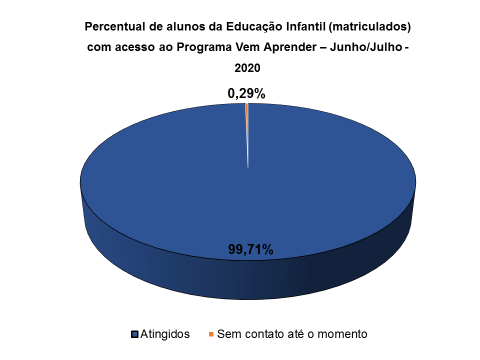 Percentual de alunos da Educação Infantil (matriculados)
com acesso ao Programa Vem Aprender – Junho/Julho -
2020
0,29%
99,71%
Atingidos
Sem contato até o momento